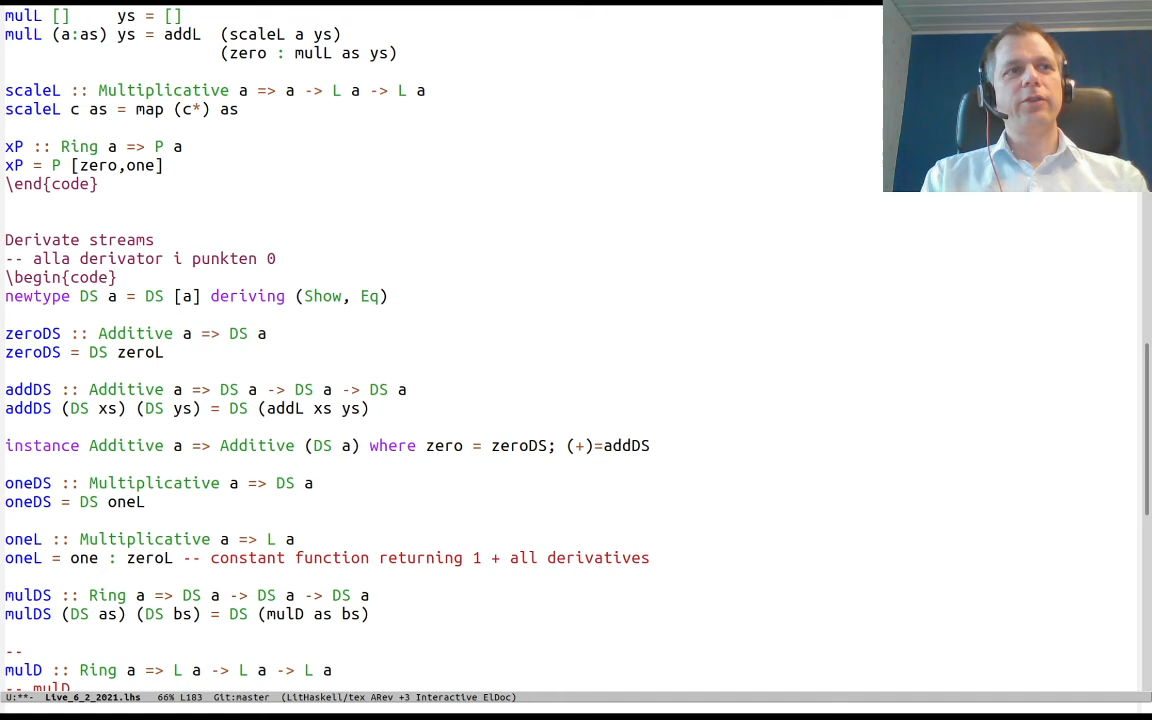 mulL []     ys = []
mulL (a:as) ys = addL  (scaleL a ys)
                       (zero : mulL as ys)
scaleL :: Multiplicative a => a -> L a -> L a
scaleL c as = map (c*) as
xP :: Ring a => P a
xP = P [zero,one]
\end{code}
Derivate streams
-- alla derivator i punkten 0
\begin{code}
newtype DS a = DS [a] deriving (Show, Eq)
zeroDS :: Additive a => DS a
zeroDS = DS zeroL
addDS :: Additive a => DS a -> DS a -> DS a
addDS (DS xs) (DS ys) = DS (addL xs ys)
instance Additive a => Additive (DS a) where zero = zeroDS; (+)=addDS
oneDS :: Multiplicative a => DS a
oneDS = DS oneL
oneL :: Multiplicative a => L a
oneL = one : zeroL -- constant function returning 1 + all derivatives
mulDS :: Ring a => DS a -> DS a -> DS a
mulDS (DS as) (DS bs) = DS (mulD as bs)
--
mulD :: Ring a => L a -> L a -> L a
-- mulD
U:**-  Live_6_2_2021.lhs   66% L183  Git:master  (LitHaskell/tex ARev +3 Interactive ElDoc)